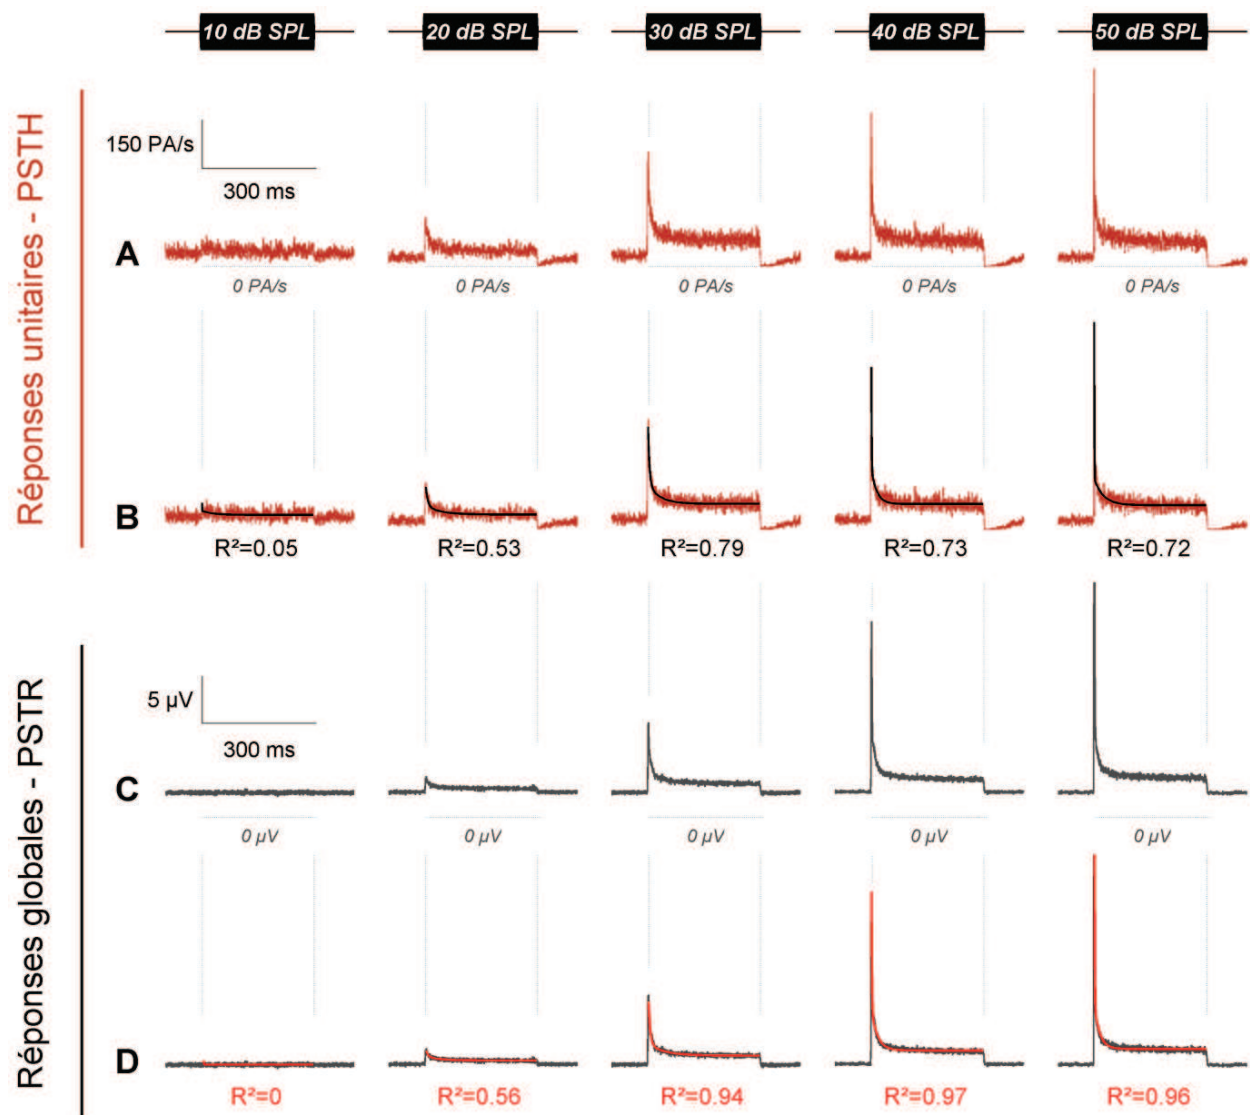 10 dB SPL 20 dB SPL 30 dB SPL 40 dB SPL 50 dB SPL
Réponses unitaires - PSTH
150 PA/s
300 ms
A
0 PA/s 0 PA/s 0 PA/s 0 PA/s 0 PA/s
B
R²=0.05 R²=0.53 R²=0.79 R²=0.73 R²=0.72
Réponses globales - PSTR
5 µV
300 ms
C
0 µV 0 µV 0 µV 0 µV 0 µV
D
R²=0 R²=0.56 R²=0.94 R²=0.97 R²=0.96